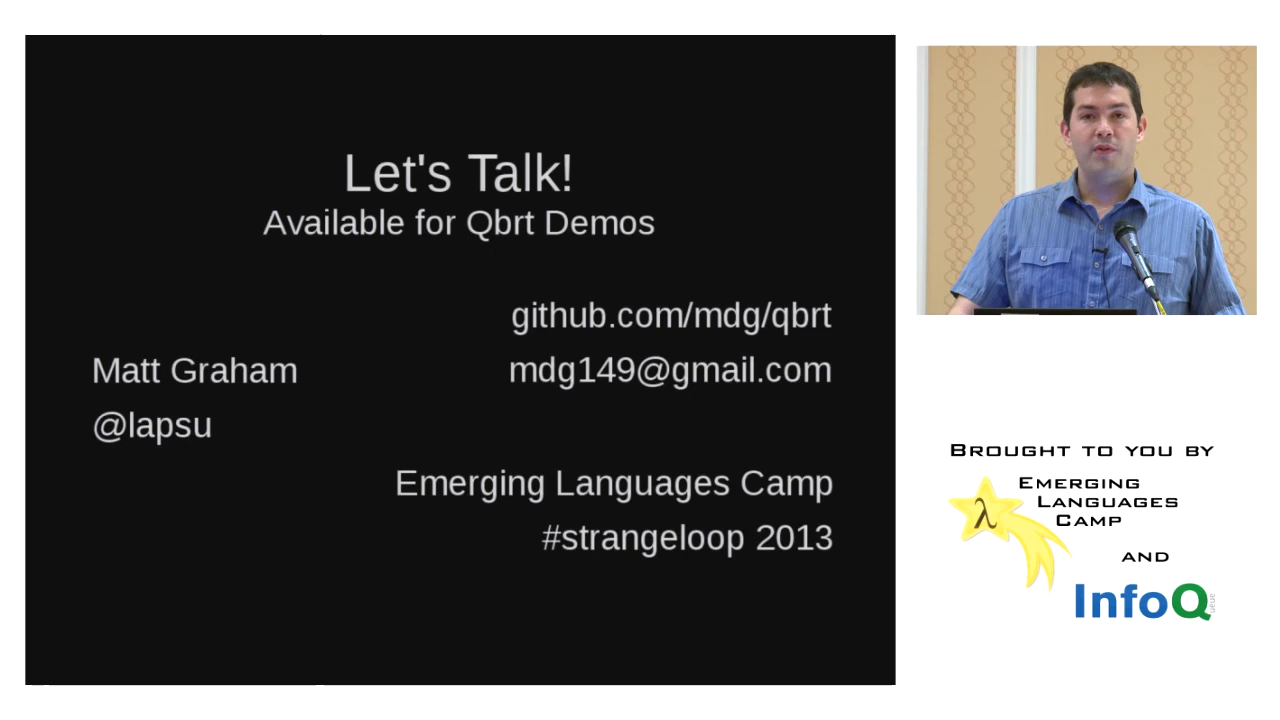 Let's Talk!
Available for Qbrt Demos
github.com/mdg/qbrt
Matt Graham
mdg149@gmail.com
@lapsu
Emerging Languages Camp
#strangeloop 2013
BROUGHT TO YOU BY
EMERGING
LANGUAGES
CAMP
λ
AND
InfoQ
ueue